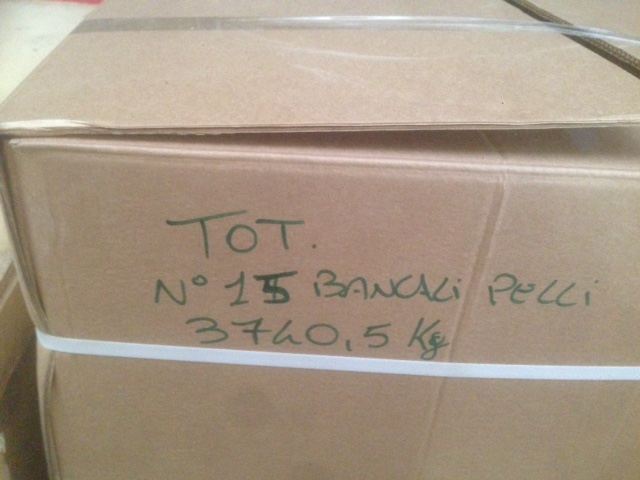 TOT.
N° 15 BANCALI PELLI
3740,5 Kg